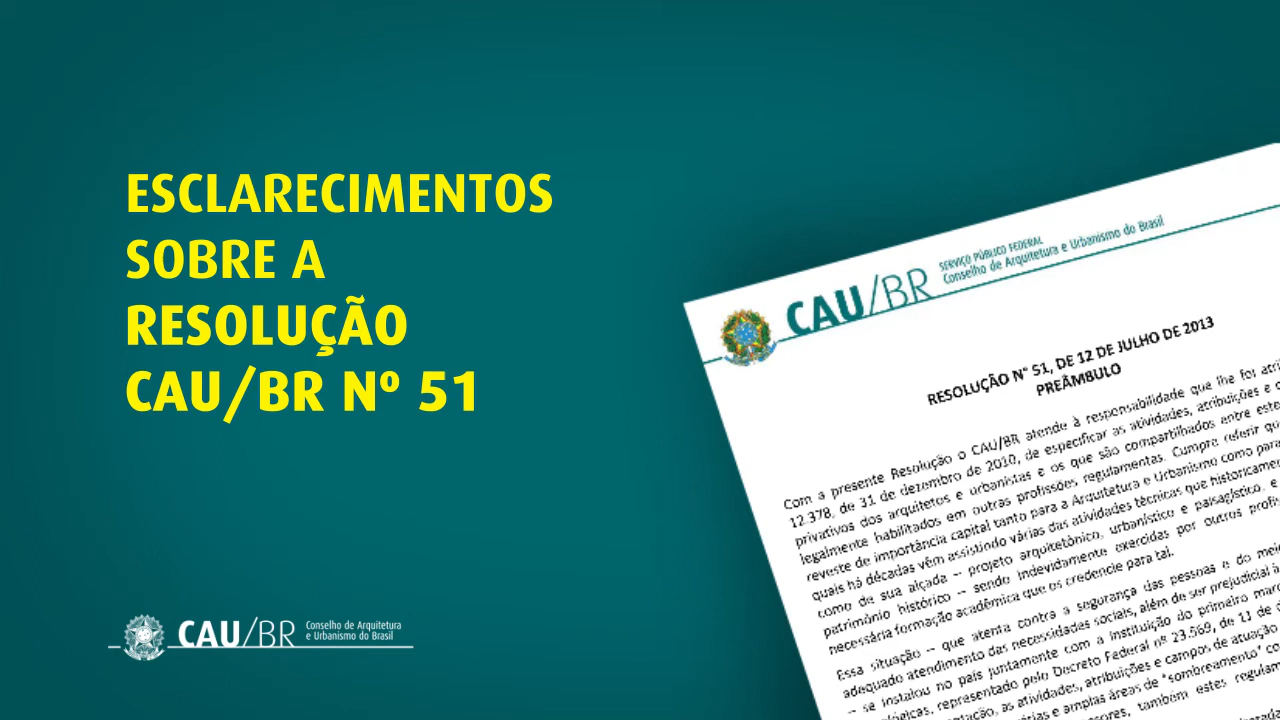 ESCLARECIMENTOS
SOBRE A
RESOLUÇÃO
CAU/BR Nº 51
CAU/BR
Conselho de Arquitetura
e Urbanismo do Brasil
CAU/BR
SERVIÇO PÚBLICO FEDERAL
Conselho de Arquitetura e Urbanismo do Brasil
RESOLUÇÃO N° 51, DE 12 DE JULHO DE 2013
PREÂMBULO
Com a presente Resolução o CAU/BR atende à responsabilidade que lhe foi
12.378, de 31 de dezembro de 2010, de especificar as atividades, atribuições e
privativos dos arquitetos e urbanistas e os que são compartilhados entre
legalmente habilitados em outras profissões regulamentas. Cumpre referir
reveste de importância capital tanto para a Arquitetura e Urbanismo como para
quais há décadas vêm assistindo várias das atividades técnicas que
como de sua alçada -- projeto arquitetônico, urbanístico e paisagístico, e
patrimônio histórico -- sendo indevidamente exercidas por outros
necessária formação acadêmica que os credencie para tal.
Essa situação -- que atenta contra a segurança das pessoas e do
adequado atendimento das necessidades sociais, além de ser prejudicial à
-- se instalou no país juntamente com a instituição do primeiro
representado pelo Decreto Federal nº 23.569, de 11 de
as atividades, atribuições e campos de atuação
e amplas áreas de "sombreamento"
também estes